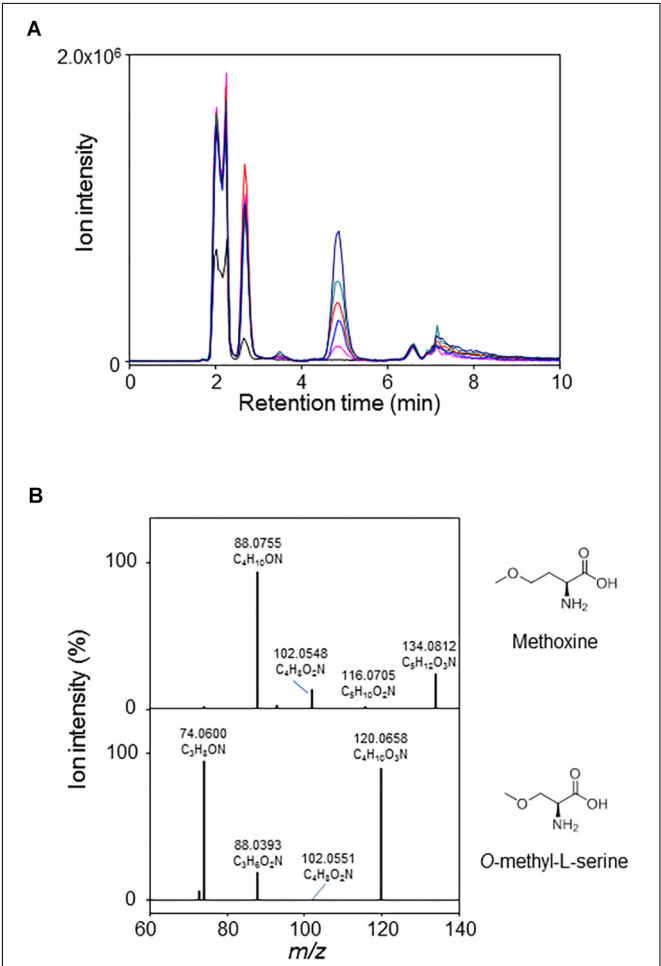 A
2.0x10⁶
Ion intensity
0
0 2 4 6 8 10
Retention time (min)
B
100
0
Ion intensity (%)
88.0755
C₄H₁₀ON
102.0548
C₄H₈O₂N
116.0705
C₅H₁₀O₂N
134.0812
C₅H₁₂O₃N
O
O
OH
NH₂
Methoxine
100
0
74.0600
C₃H₈ON
88.0393
C₃H₆O₂N
102.0551
C₄H₈O₂N
120.0658
C₄H₁₀O₃N
O
O
OH
NH₂
O-methyl-L-serine
60 80 100 120 140
m/z